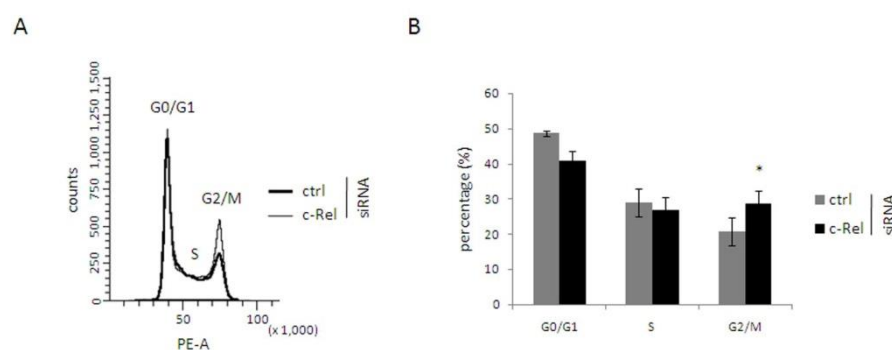 A
counts
1,500
1,250
1,000
750
500
250
0
G0/G1
S
G2/M
50
100
(x 1,000)
PE-A
ctrl
c-Rel
siRNA
B
percentage (%)
60
50
40
30
20
10
0
G0/G1
S
G2/M
*
ctrl
c-Rel
siRNA